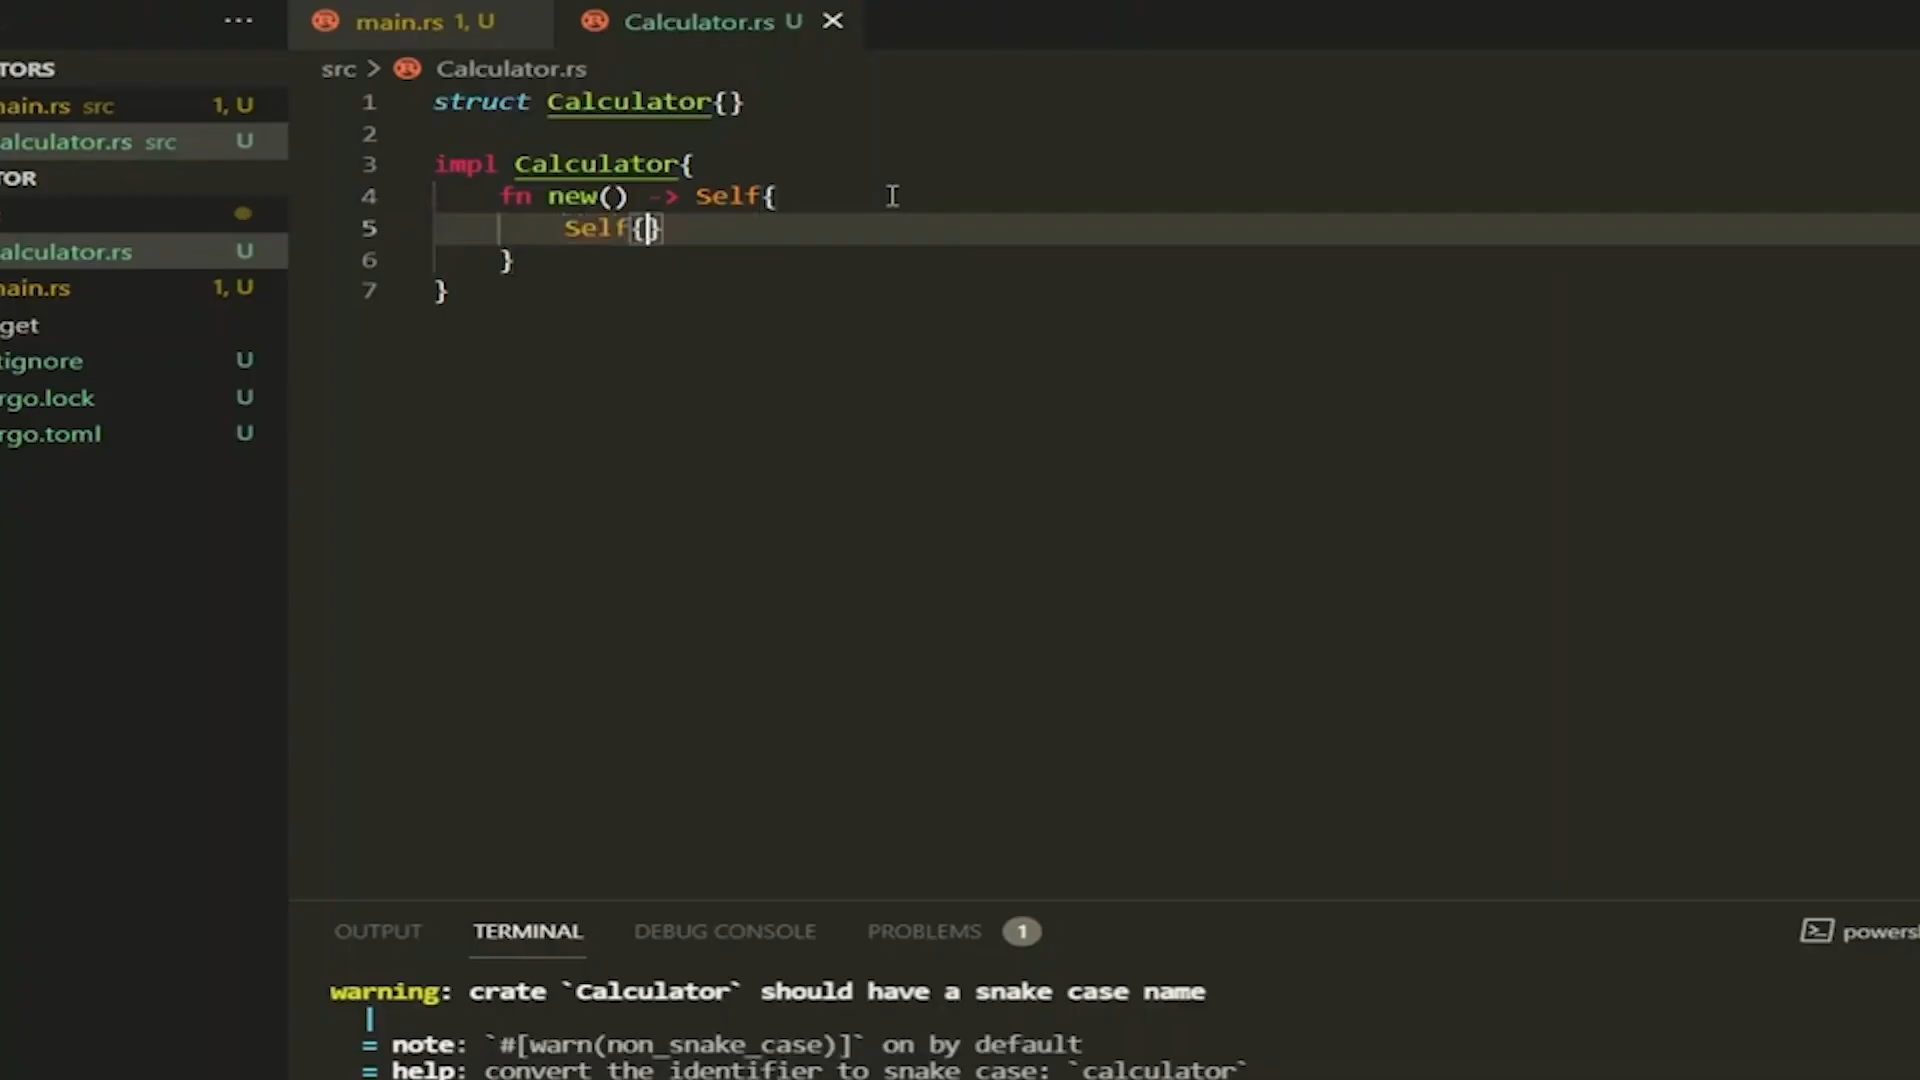 ... main.rs 1, U Calculator.rs U
TORS
src > Calculator.rs
main.rs src 1, U
alculator.rs src U
TOR
alculator.rs U
main.rs 1, U
get
tignore U
rgo.lock U
rgo.toml U
1 struct Calculator{}
2
3 impl Calculator{
4 fn new() -> Self{
5 Self{}
6 }
7 }
OUTPUT TERMINAL DEBUG CONSOLE PROBLEMS 1 powersh
warning: crate `Calculator` should have a snake case name
|
= note: `#[warn(non_snake_case)]` on by default
= help: convert the identifier to snake case: `calculator`